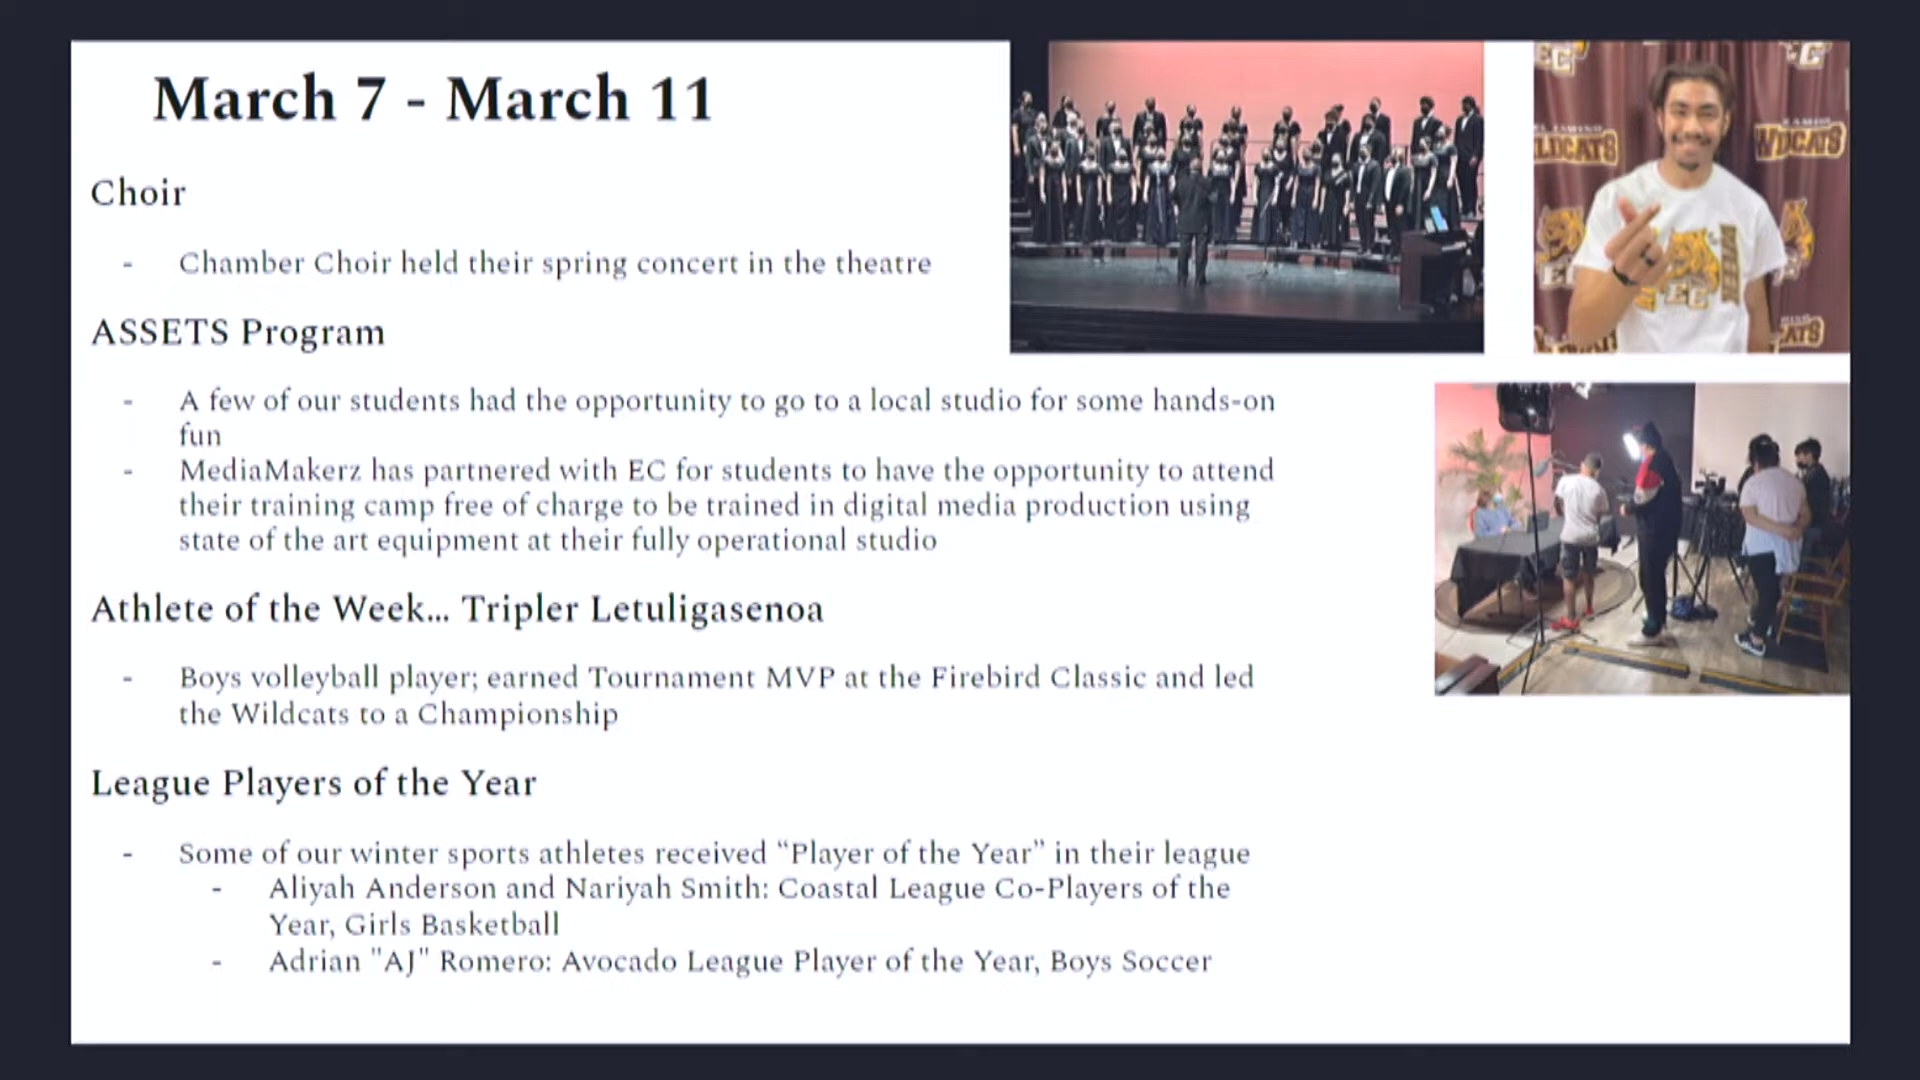 March 7 - March 11
Choir
- Chamber Choir held their spring concert in the theatre
ASSETS Program
- A few of our students had the opportunity to go to a local studio for some hands-on
fun
- MediaMakerz has partnered with EC for students to have the opportunity to attend
their training camp free of charge to be trained in digital media production using
state of the art equipment at their fully operational studio
Athlete of the Week... Tripler Letuligasenoa
- Boys volleyball player; earned Tournament MVP at the Firebird Classic and led
the Wildcats to a Championship
League Players of the Year
- Some of our winter sports athletes received “Player of the Year” in their league
- Aliyah Anderson and Nariyah Smith: Coastal League Co-Players of the
Year, Girls Basketball
- Adrian "AJ" Romero: Avocado League Player of the Year, Boys Soccer
EC
LDCATS
WILDCATS
EC
CATS